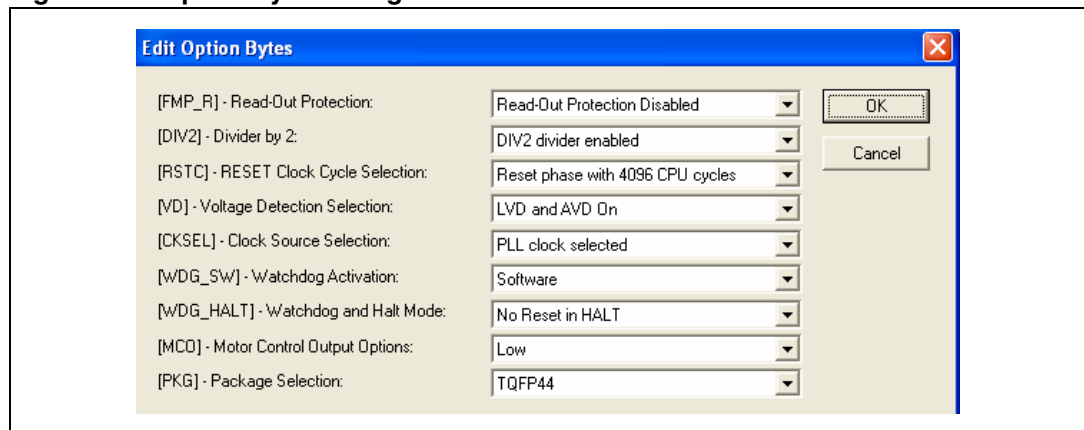 Edit Option Bytes
[FMP_R] - Read-Out Protection: Read-Out Protection Disabled
OK
[DIV2] - Divider by 2: DIV2 divider enabled
Cancel
[RSTC] - RESET Clock Cycle Selection: Reset phase with 4096 CPU cycles
[VD] - Voltage Detection Selection: LVD and AVD On
[CKSEL] - Clock Source Selection: PLL clock selected
[WDG_SW] - Watchdog Activation: Software
[WDG_HALT] - Watchdog and Halt Mode: No Reset in HALT
[MCO] - Motor Control Output Options: Low
[PKG] - Package Selection: TQFP44